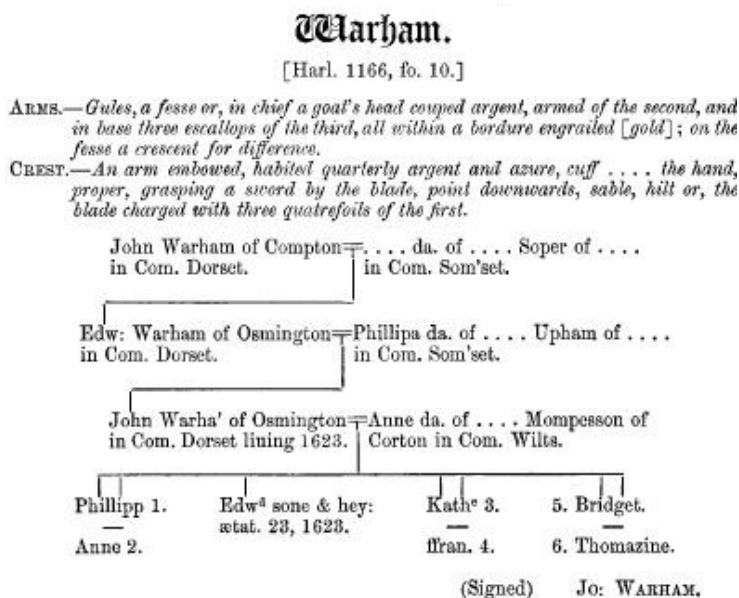 Warham.
[Harl. 1166, fo. 10.]
ARMS.—Gules, a fesse or, in chief a goat's head couped argent, armed of the second, and
in base three escallops of the third, all within a bordure engrailed [gold]; on the
fesse a crescent for difference.
CREST.—An arm embowed, habited quarterly argent and azure, cuff .... the hand,
proper, grasping a sword by the blade, point downwards, sable, hilt or, the
blade charged with three quatrefoils of the first.
John Warham of Compton .... da. of .... Soper of ....
in Com. Dorset. in Com. Som'set.
Edw: Warham of Osmington Phillipa da. of .... Upham of ....
in Com. Dorset. in Com. Som'set.
John Warha' of Osmington Anne da. of .... Mompesson of
in Com. Dorset lining 1623. Corton in Com. Wilts.
Phillipp 1. Edwᵈ sone & hey: Katheᵉ 3. 5. Bridget.
ætat. 23, 1623.
Anne 2. ffran. 4. 6. Thomazine.
(Signed) Jo: WARHAM.